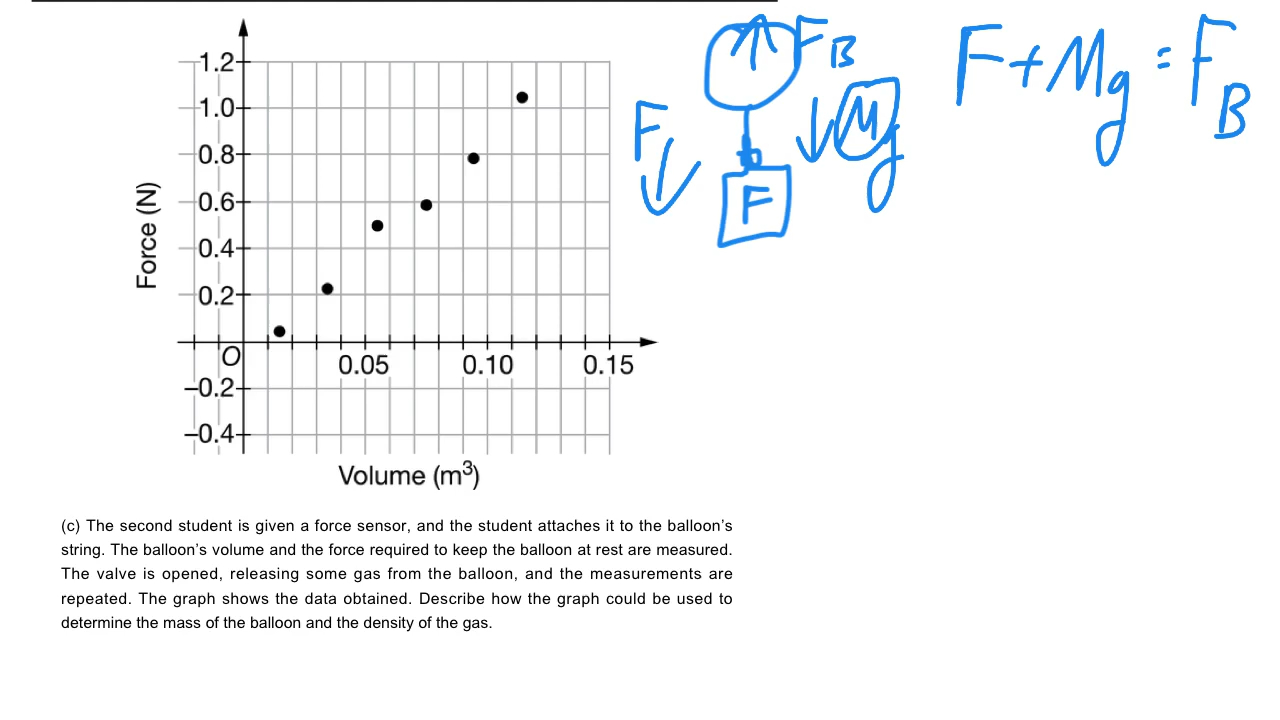 1.2
1.0
0.8
0.6
0.4
0.2
O
0.05 0.10 0.15
−0.2
−0.4
Force (N)
Volume (m³)
F_B
F
Mg
F
F + Mg = F_B
(c) The second student is given a force sensor, and the student attaches it to the balloon’s
string. The balloon’s volume and the force required to keep the balloon at rest are measured.
The valve is opened, releasing some gas from the balloon, and the measurements are
repeated. The graph shows the data obtained. Describe how the graph could be used to
determine the mass of the balloon and the density of the gas.